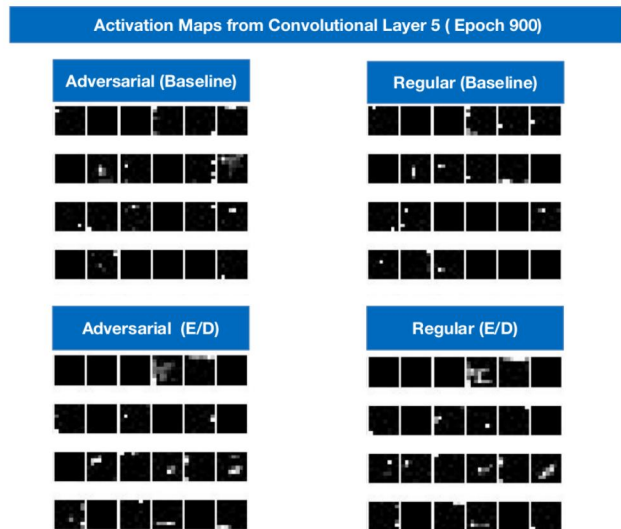 Activation Maps from Convolutional Layer 5 ( Epoch 900)
Adversarial (Baseline)
Regular (Baseline)
Adversarial (E/D)
Regular (E/D)